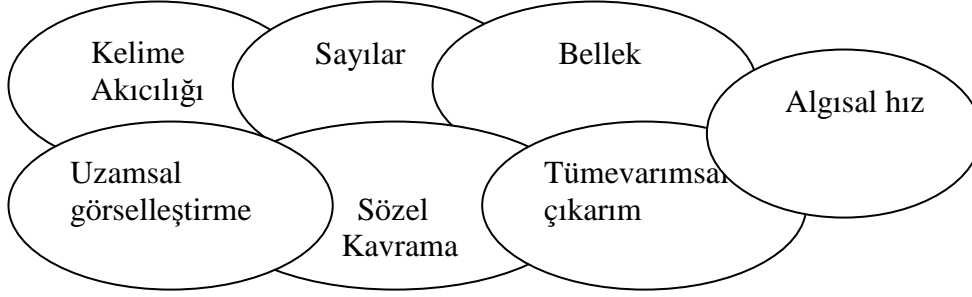 Kelime
Akıcılığı
Sayılar
Bellek
Algısal hız
Uzamsal
görselleştirme
Sözel
Kavrama
Tümevarımsal
çıkarım